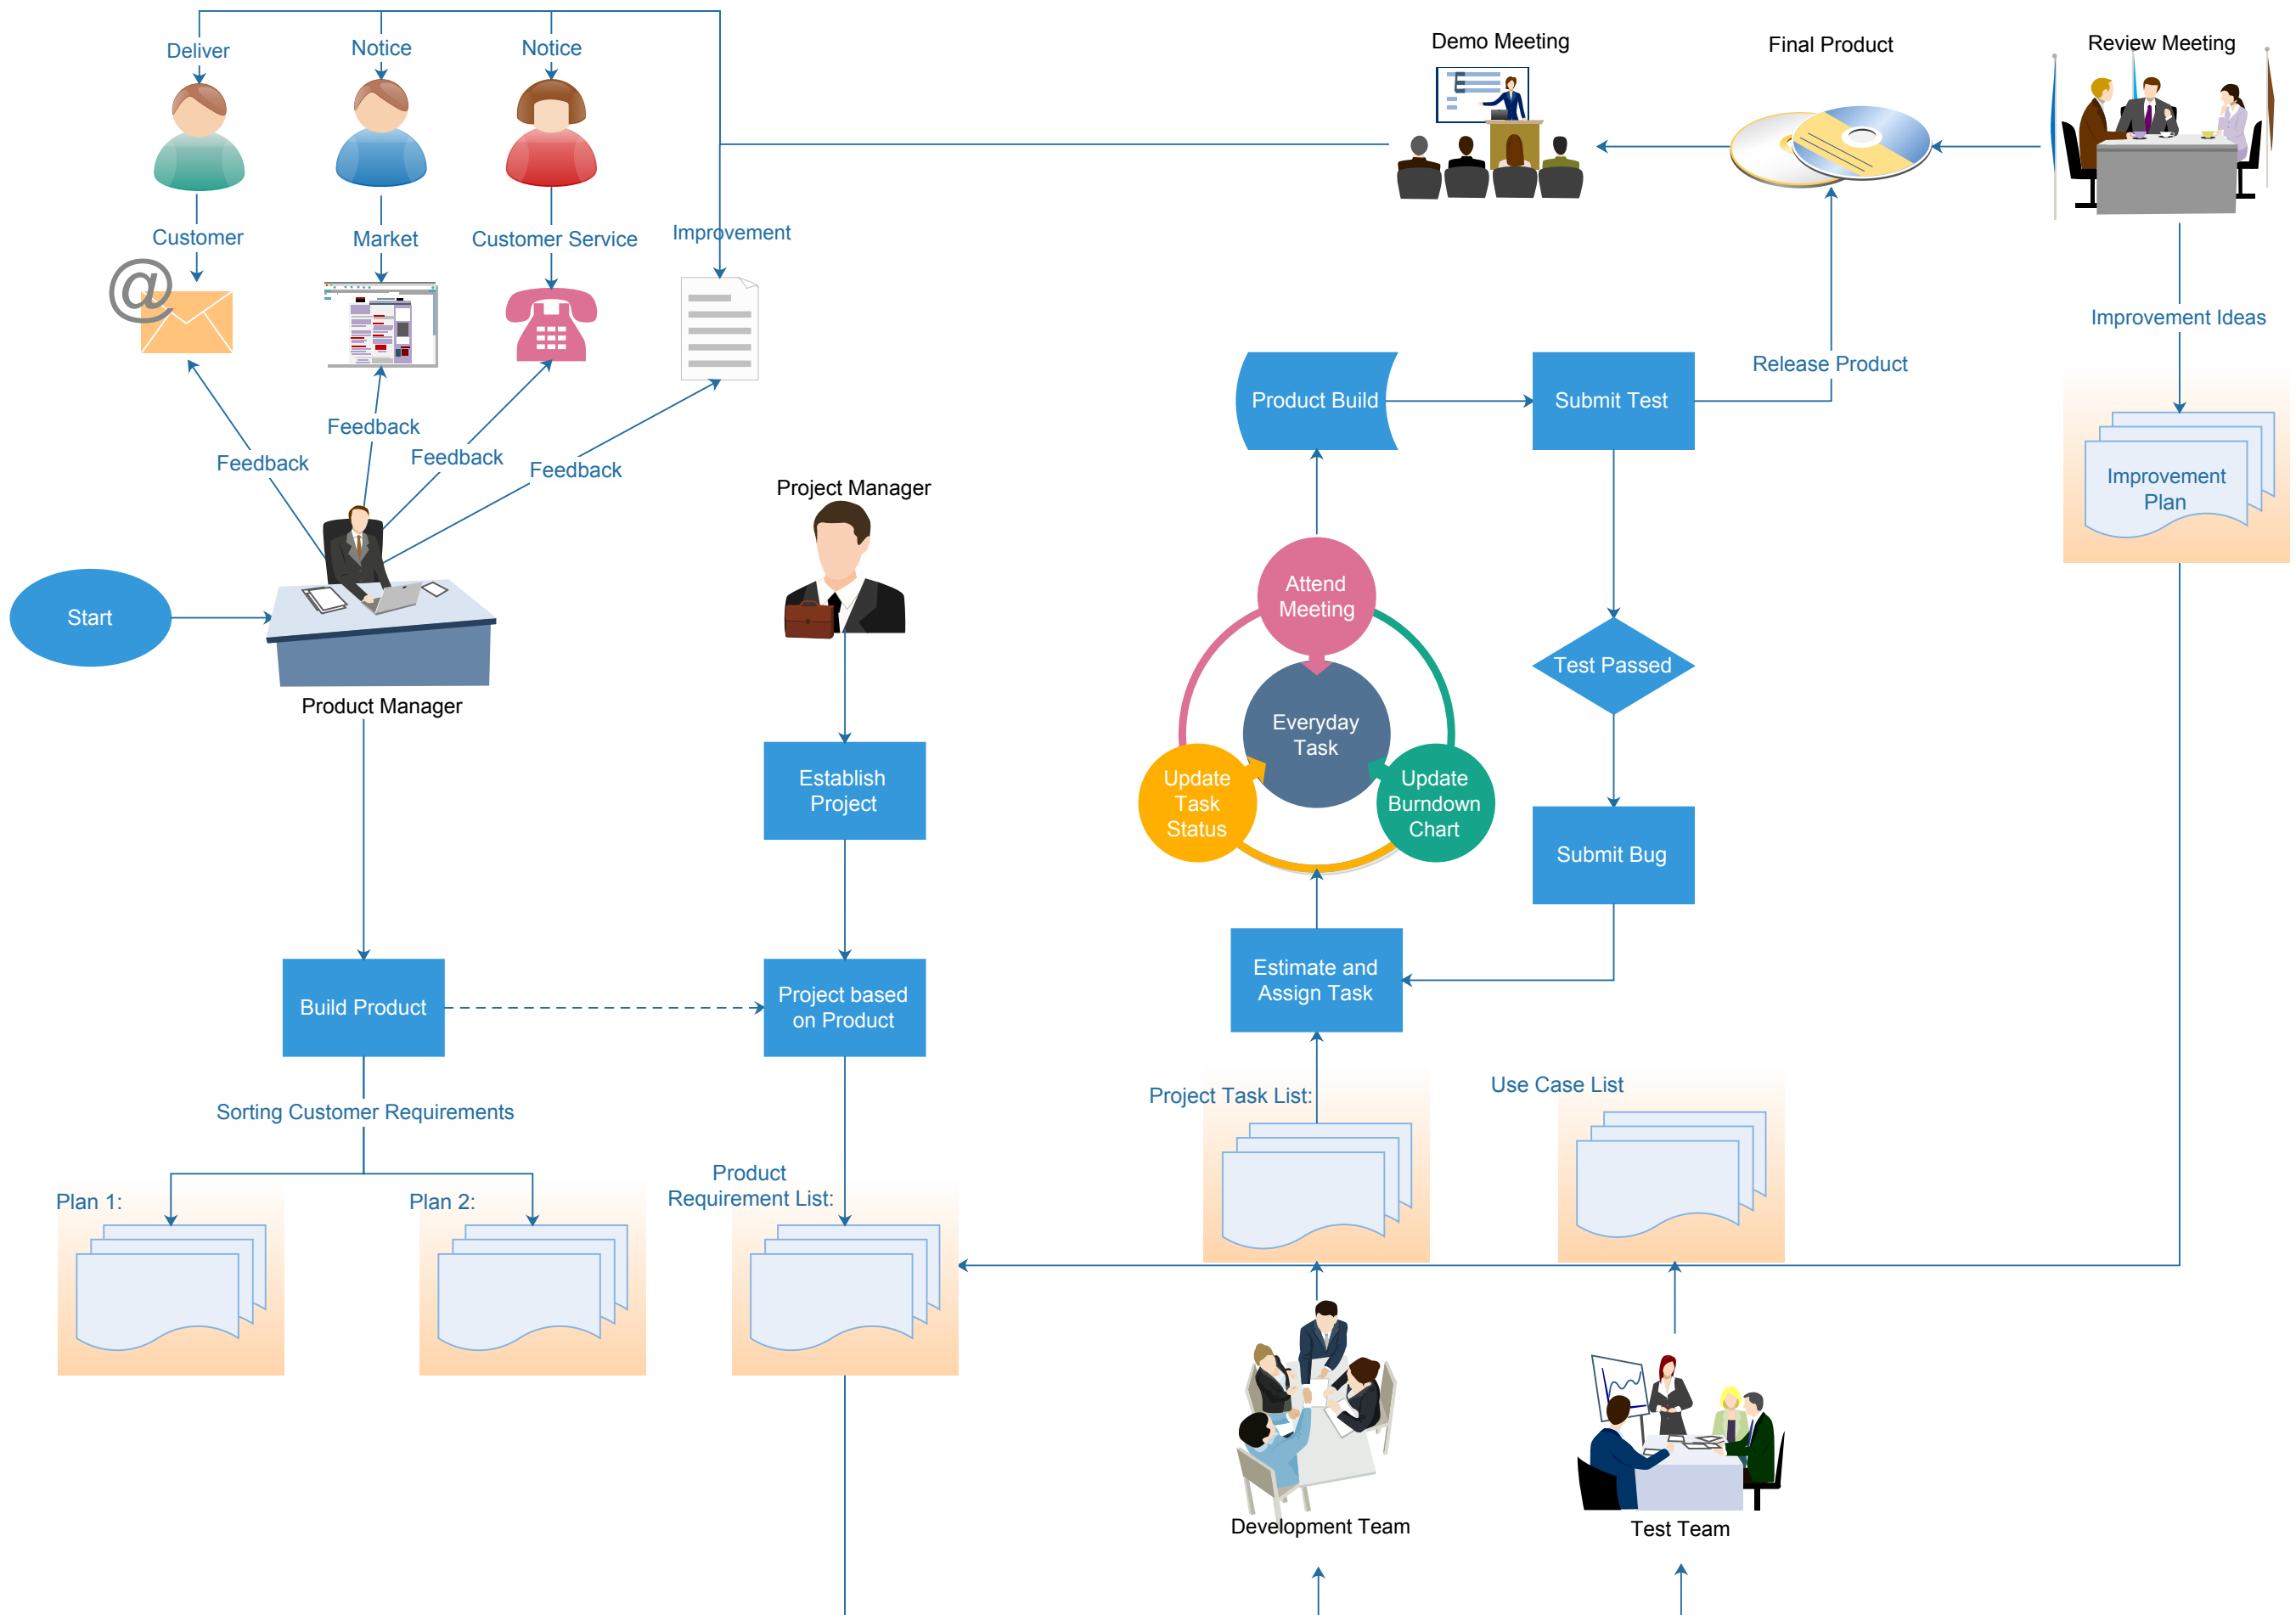 Demo Meeting
Final Product
Review Meeting
Deliver
Notice
Notice
Customer
Market
Customer Service
Improvement
@
Improvement Ideas
Release Product
Product Build
Submit Test
Feedback
Feedback
Feedback
Feedback
Improvement
Plan
Project Manager
Attend
Meeting
Start
Test Passed
Product Manager
Everyday
Task
Establish
Project
Update
Task
Status
Update
Burndown
Chart
Submit Bug
Build Product
Project based
on Product
Estimate and
Assign Task
Sorting Customer Requirements
Project Task List:
Use Case List
Plan 1:
Plan 2:
Product
Requirement List:
Development Team
Test Team